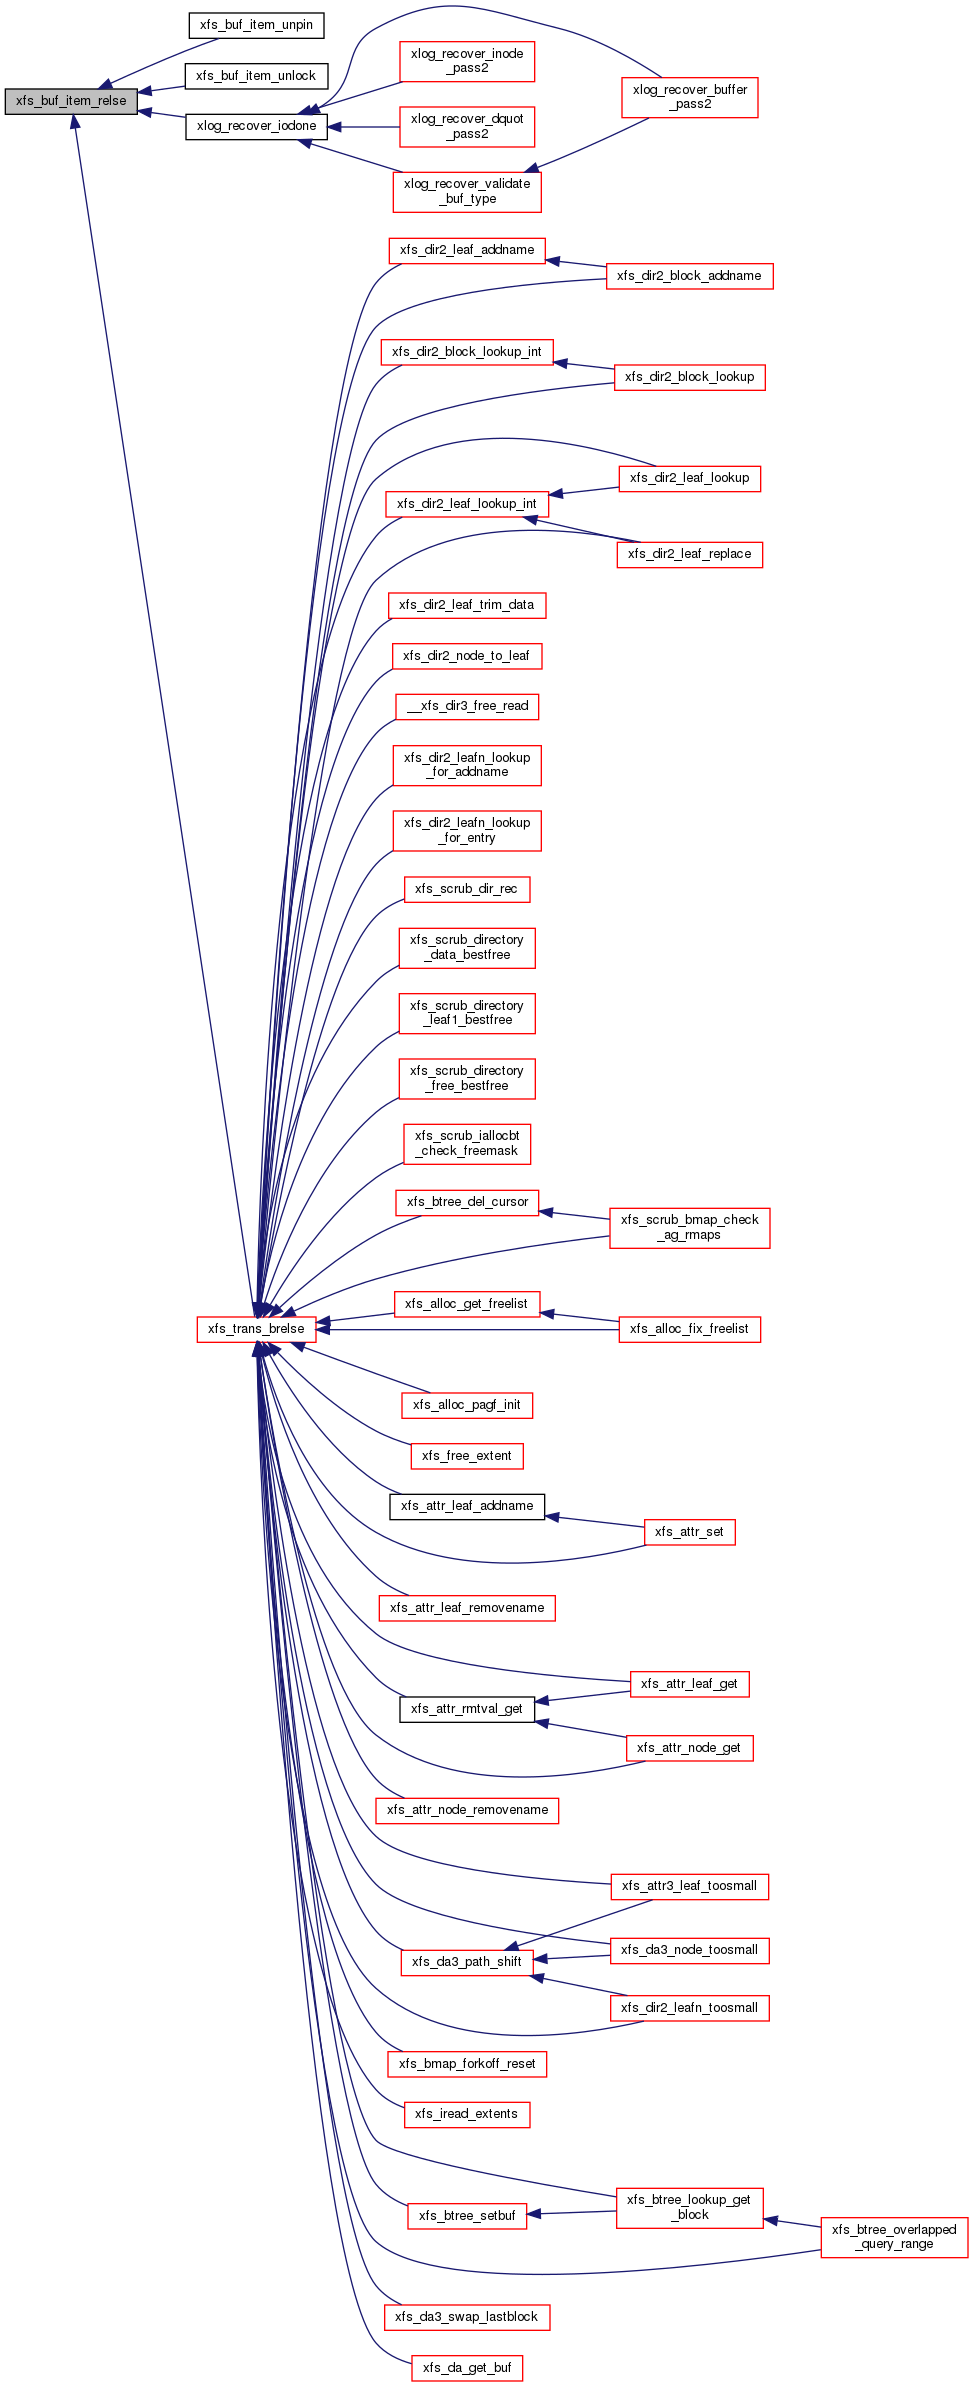 xfs_buf_item_unpin
xfs_buf_item_unlock
xfs_buf_item_relse
xlog_recover_iodone
xlog_recover_inode
_pass2
xlog_recover_buffer
_pass2
xlog_recover_dquot
_pass2
xlog_recover_validate
_buf_type
xfs_dir2_leaf_addname
xfs_dir2_block_addname
xfs_dir2_block_lookup_int
xfs_dir2_block_lookup
xfs_dir2_leaf_lookup
xfs_dir2_leaf_lookup_int
xfs_dir2_leaf_replace
xfs_dir2_leaf_trim_data
xfs_dir2_node_to_leaf
__xfs_dir3_free_read
xfs_dir2_leafn_lookup
_for_addname
xfs_dir2_leafn_lookup
_for_entry
xfs_scrub_dir_rec
xfs_scrub_directory
_data_bestfree
xfs_scrub_directory
_leaf1_bestfree
xfs_scrub_directory
_free_bestfree
xfs_scrub_iallocbt
_check_freemask
xfs_btree_del_cursor
xfs_scrub_bmap_check
_ag_rmaps
xfs_alloc_get_freelist
xfs_trans_brelse
xfs_alloc_fix_freelist
xfs_alloc_pagf_init
xfs_free_extent
xfs_attr_leaf_addname
xfs_attr_set
xfs_attr_leaf_removename
xfs_attr_leaf_get
xfs_attr_rmtval_get
xfs_attr_node_get
xfs_attr_node_removename
xfs_attr3_leaf_toosmall
xfs_da3_node_toosmall
xfs_da3_path_shift
xfs_dir2_leafn_toosmall
xfs_bmap_forkoff_reset
xfs_iread_extents
xfs_btree_lookup_get
_block
xfs_btree_setbuf
xfs_btree_overlapped
_query_range
xfs_da3_swap_lastblock
xfs_da_get_buf